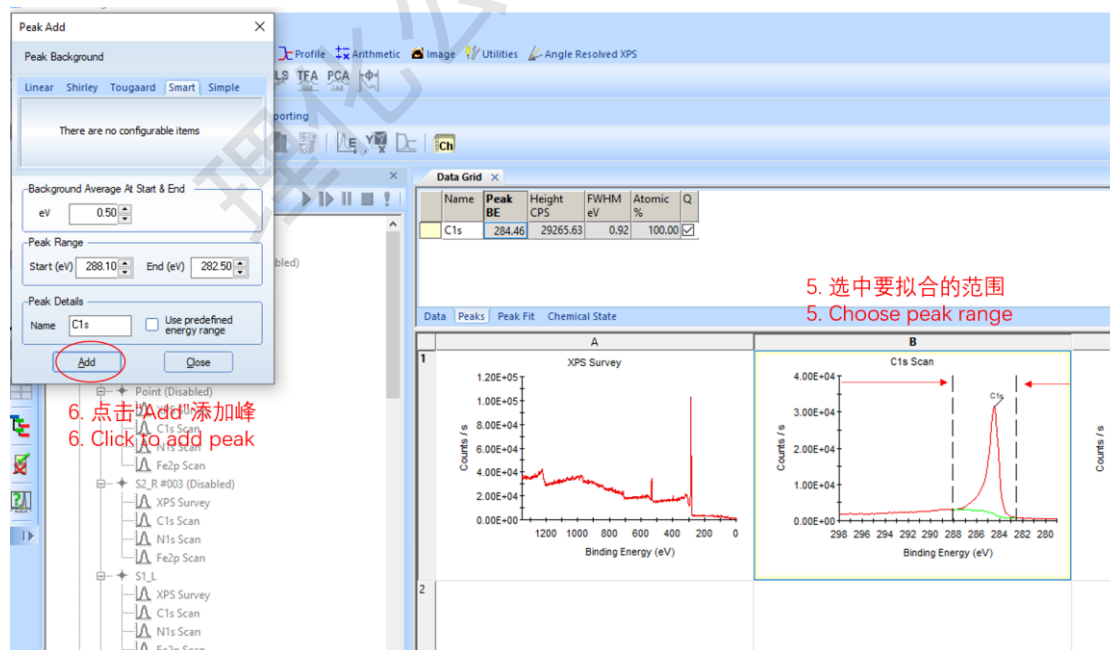 Peak Add
Peak Background
Linear Shirley Tougaard Smart Simple
There are no configurable items
Background Average At Start & End
eV 0.50
Peak Range
Start (eV) 288.10 End (eV) 282.50
Peak Details
Name C1s Use predefined energy range
Add Close
Profile Arithmetic Image Utilities Angle Resolved XPS
LS TFA PCA
porting
Ch
理化公
Data Grid
Name Peak BE Height CPS FWHM eV Atomic % Q
C1s 284.46 29265.63 0.92 100.00
bled)
5. 选中要拟合的范围
5. Choose peak range
Data Peaks Peak Fit Chemical State
A B
1
XPS Survey
1.20E+05
1.00E+05
8.00E+04
6.00E+04
4.00E+04
2.00E+04
0.00E+00
Counts / s
1200 1000 800 600 400 200 0
Binding Energy (eV)
C1s Scan
C1s
4.00E+04
3.00E+04
2.00E+04
1.00E+04
0.00E+00
Counts / s
298 296 294 292 290 288 286 284 282 280
Binding Energy (eV)
Counts / s
2
6. 点击"Add"添加峰
6. Click to add peak
Point (Disabled)
XPS Survey
C1s Scan
N1s Scan
Fe2p Scan
S2_R #003 (Disabled)
XPS Survey
C1s Scan
N1s Scan
Fe2p Scan
S1_L
XPS Survey
C1s Scan
N1s Scan
Fe2p Scan